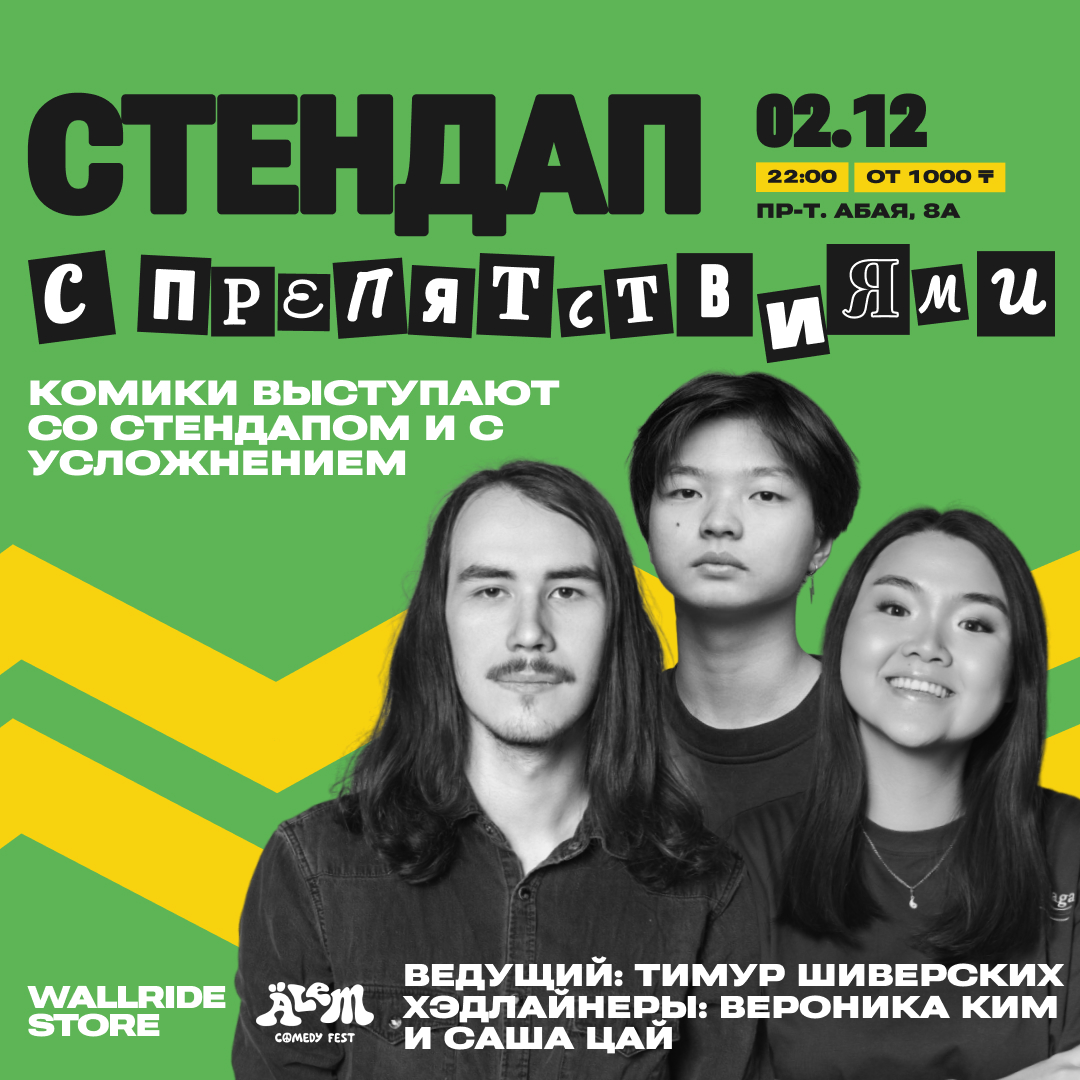 СТЕНДАП
02.12
22:00 ОТ 1000 ₸
ПР-Т. АБАЯ, 8А
С ПРЕПЯТСТВИЯМИ
КОМИКИ ВЫСТУПАЮТ
СО СТЕНДАПОМ И С
УСЛОЖНЕНИЕМ
ВЕДУЩИЙ: ТИМУР ШИВЕРСКИХ
ХЭДЛАЙНЕРЫ: ВЕРОНИКА КИМ
И САША ЦАЙ
WALLRIDE
STORE
ÄLEM
COMEDY FEST